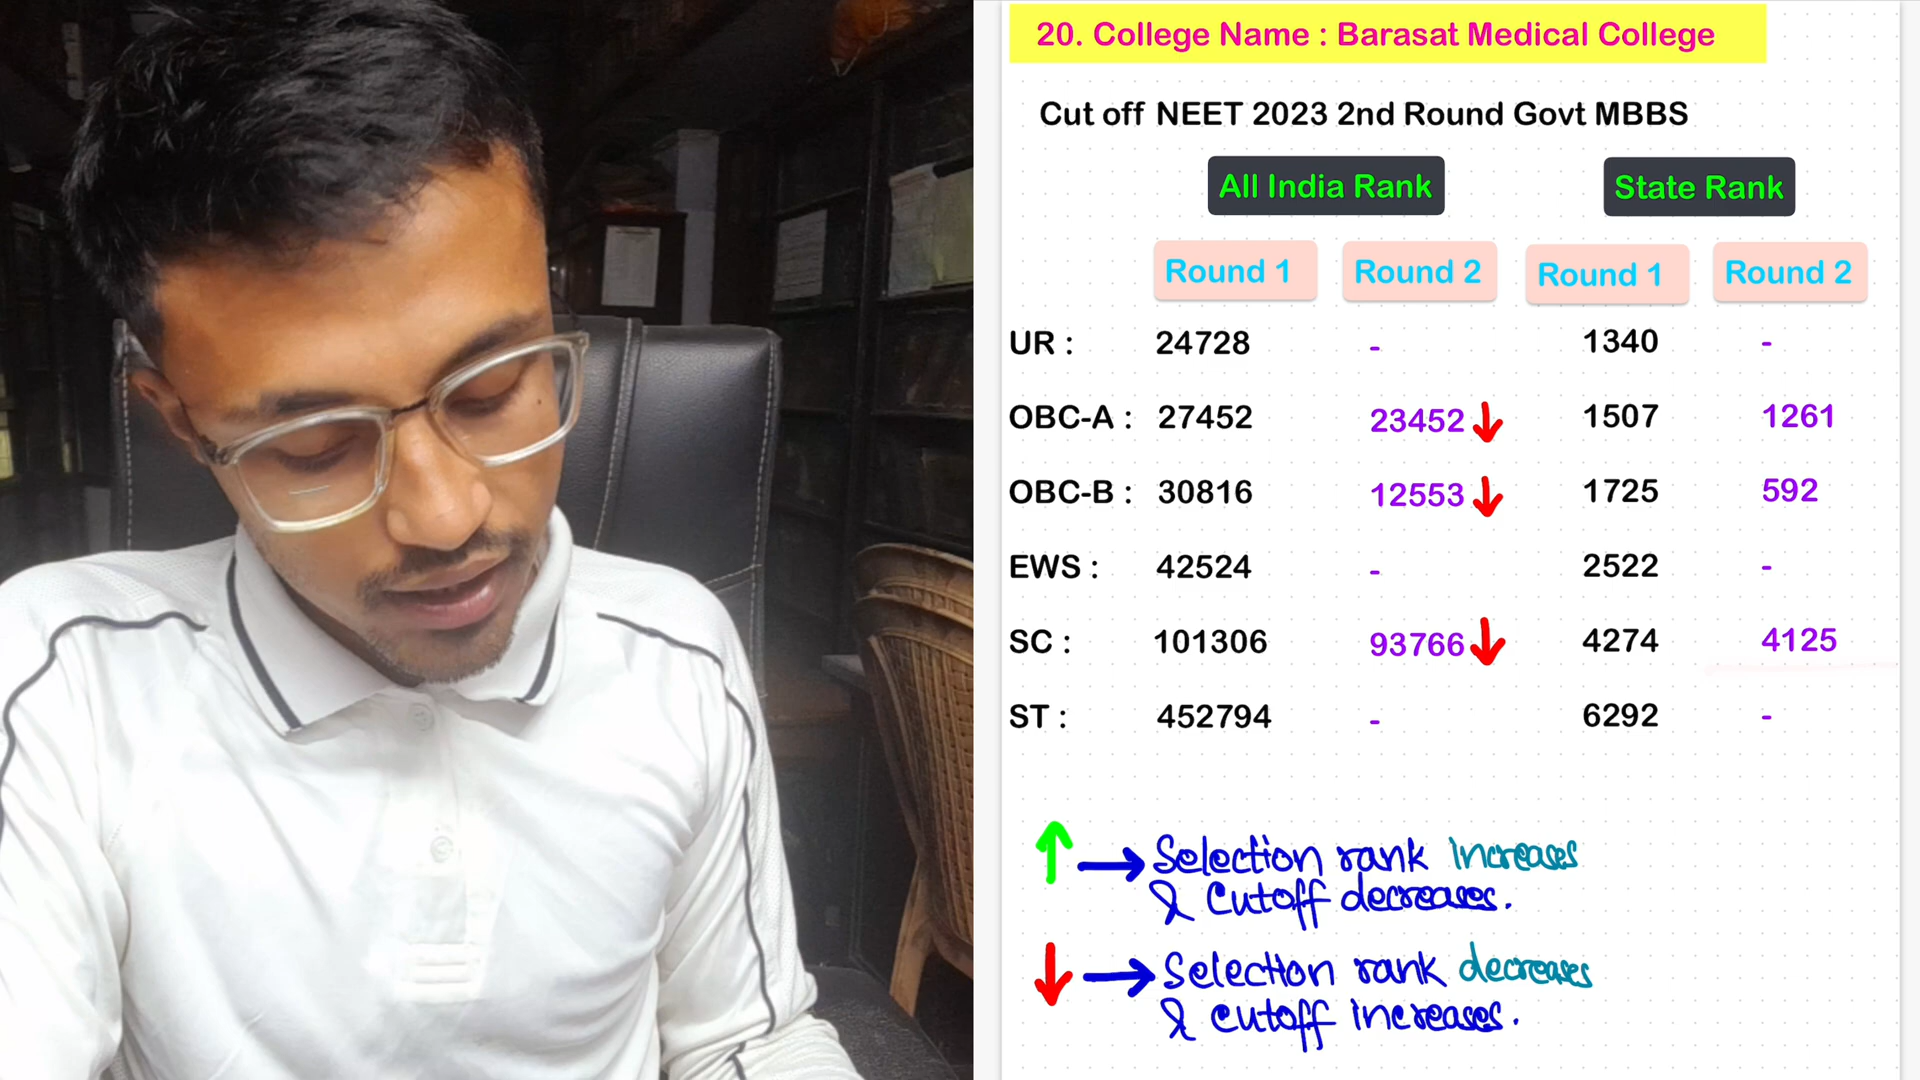 20. College Name : Barasat Medical College
Cut off NEET 2023 2nd Round Govt MBBS
All India Rank State Rank
Round 1 Round 2 Round 1 Round 2
UR : 24728 - 1340 -
OBC-A : 27452 23452 1507 1261
OBC-B : 30816 12553 1725 592
EWS : 42524 - 2522 -
SC : 101306 93766 4274 4125
ST : 452794 - 6292 -
↑ → Selection rank increases
& Cutoff decreases.
↓ → Selection rank decreases
& cutoff increases.